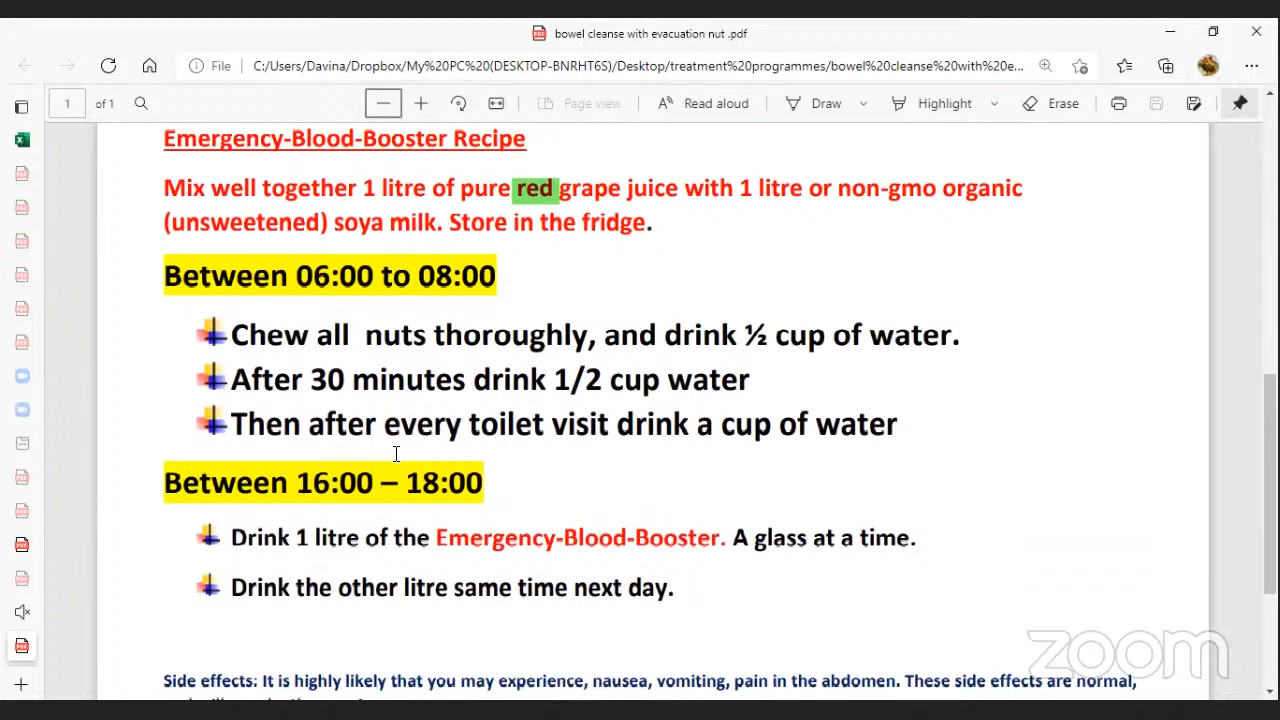 bowel cleanse with evacuation nut .pdf
File C:/Users/Davina/Dropbox/My%20PC%20(DESKTOP-BNRHT6S)/Desktop/treatment%20programmes/bowel%20cleanse%20with%20e...
1 of 1 Page view Read aloud Draw Highlight Erase
Emergency-Blood-Booster Recipe
Mix well together 1 litre of pure red grape juice with 1 litre or non-gmo organic
(unsweetened) soya milk. Store in the fridge.
Between 06:00 to 08:00
Chew all nuts thoroughly, and drink ½ cup of water.
After 30 minutes drink 1/2 cup water
Then after every toilet visit drink a cup of water
Between 16:00 – 18:00
Drink 1 litre of the Emergency-Blood-Booster. A glass at a time.
Drink the other litre same time next day.
zoom
Side effects: It is highly likely that you may experience, nausea, vomiting, pain in the abdomen. These side effects are normal,